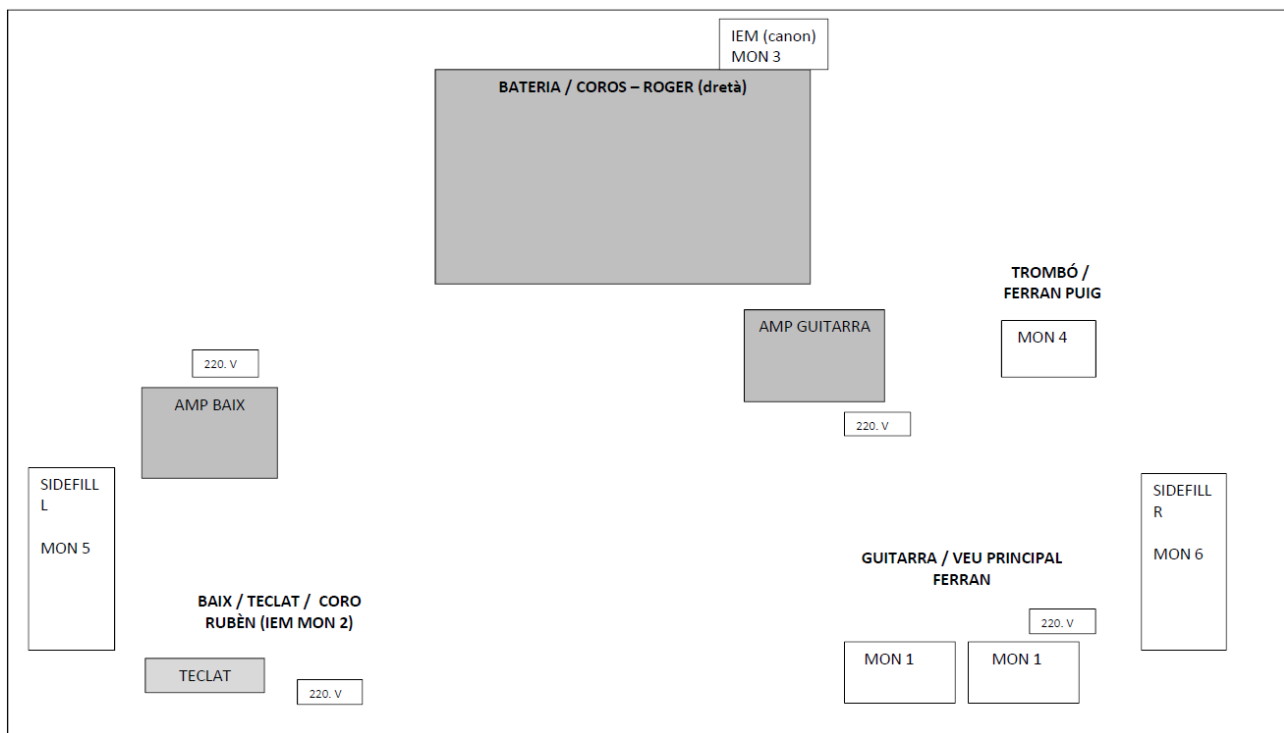 IEM (canon)
MON 3
BATERIA / COROS – ROGER (dretà)
TROMBÓ /
FERRAN PUIG
AMP GUITARRA
MON 4
220. V
AMP BAIX
220. V
SIDEFILL
L
MON 5
SIDEFILL
R
MON 6
GUITARRA / VEU PRINCIPAL
FERRAN
BAIX / TECLAT / CORO
RUBÈN (IEM MON 2)
220. V
MON 1
MON 1
TECLAT
220. V